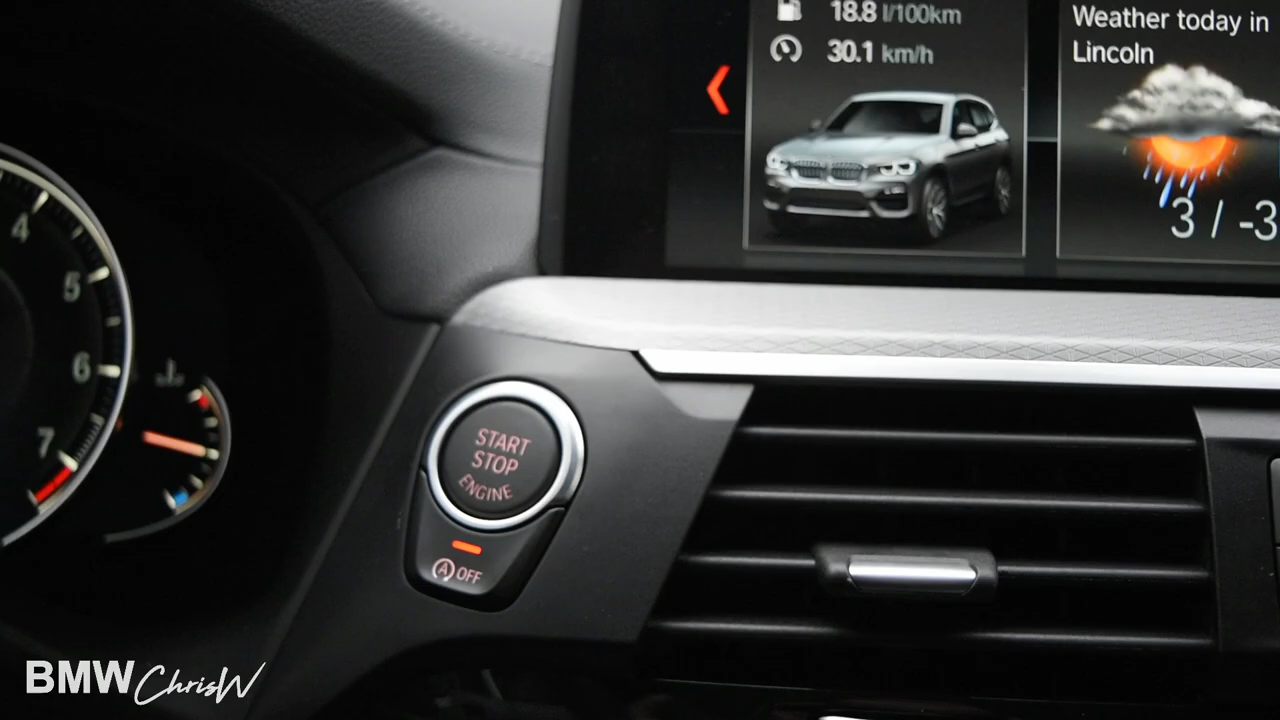 18.8 l/100km
30.1 km/h
Weather today in
Lincoln
3 / -3
4
5
6
7
START
STOP
ENGINE
A OFF
BMW ChrisW